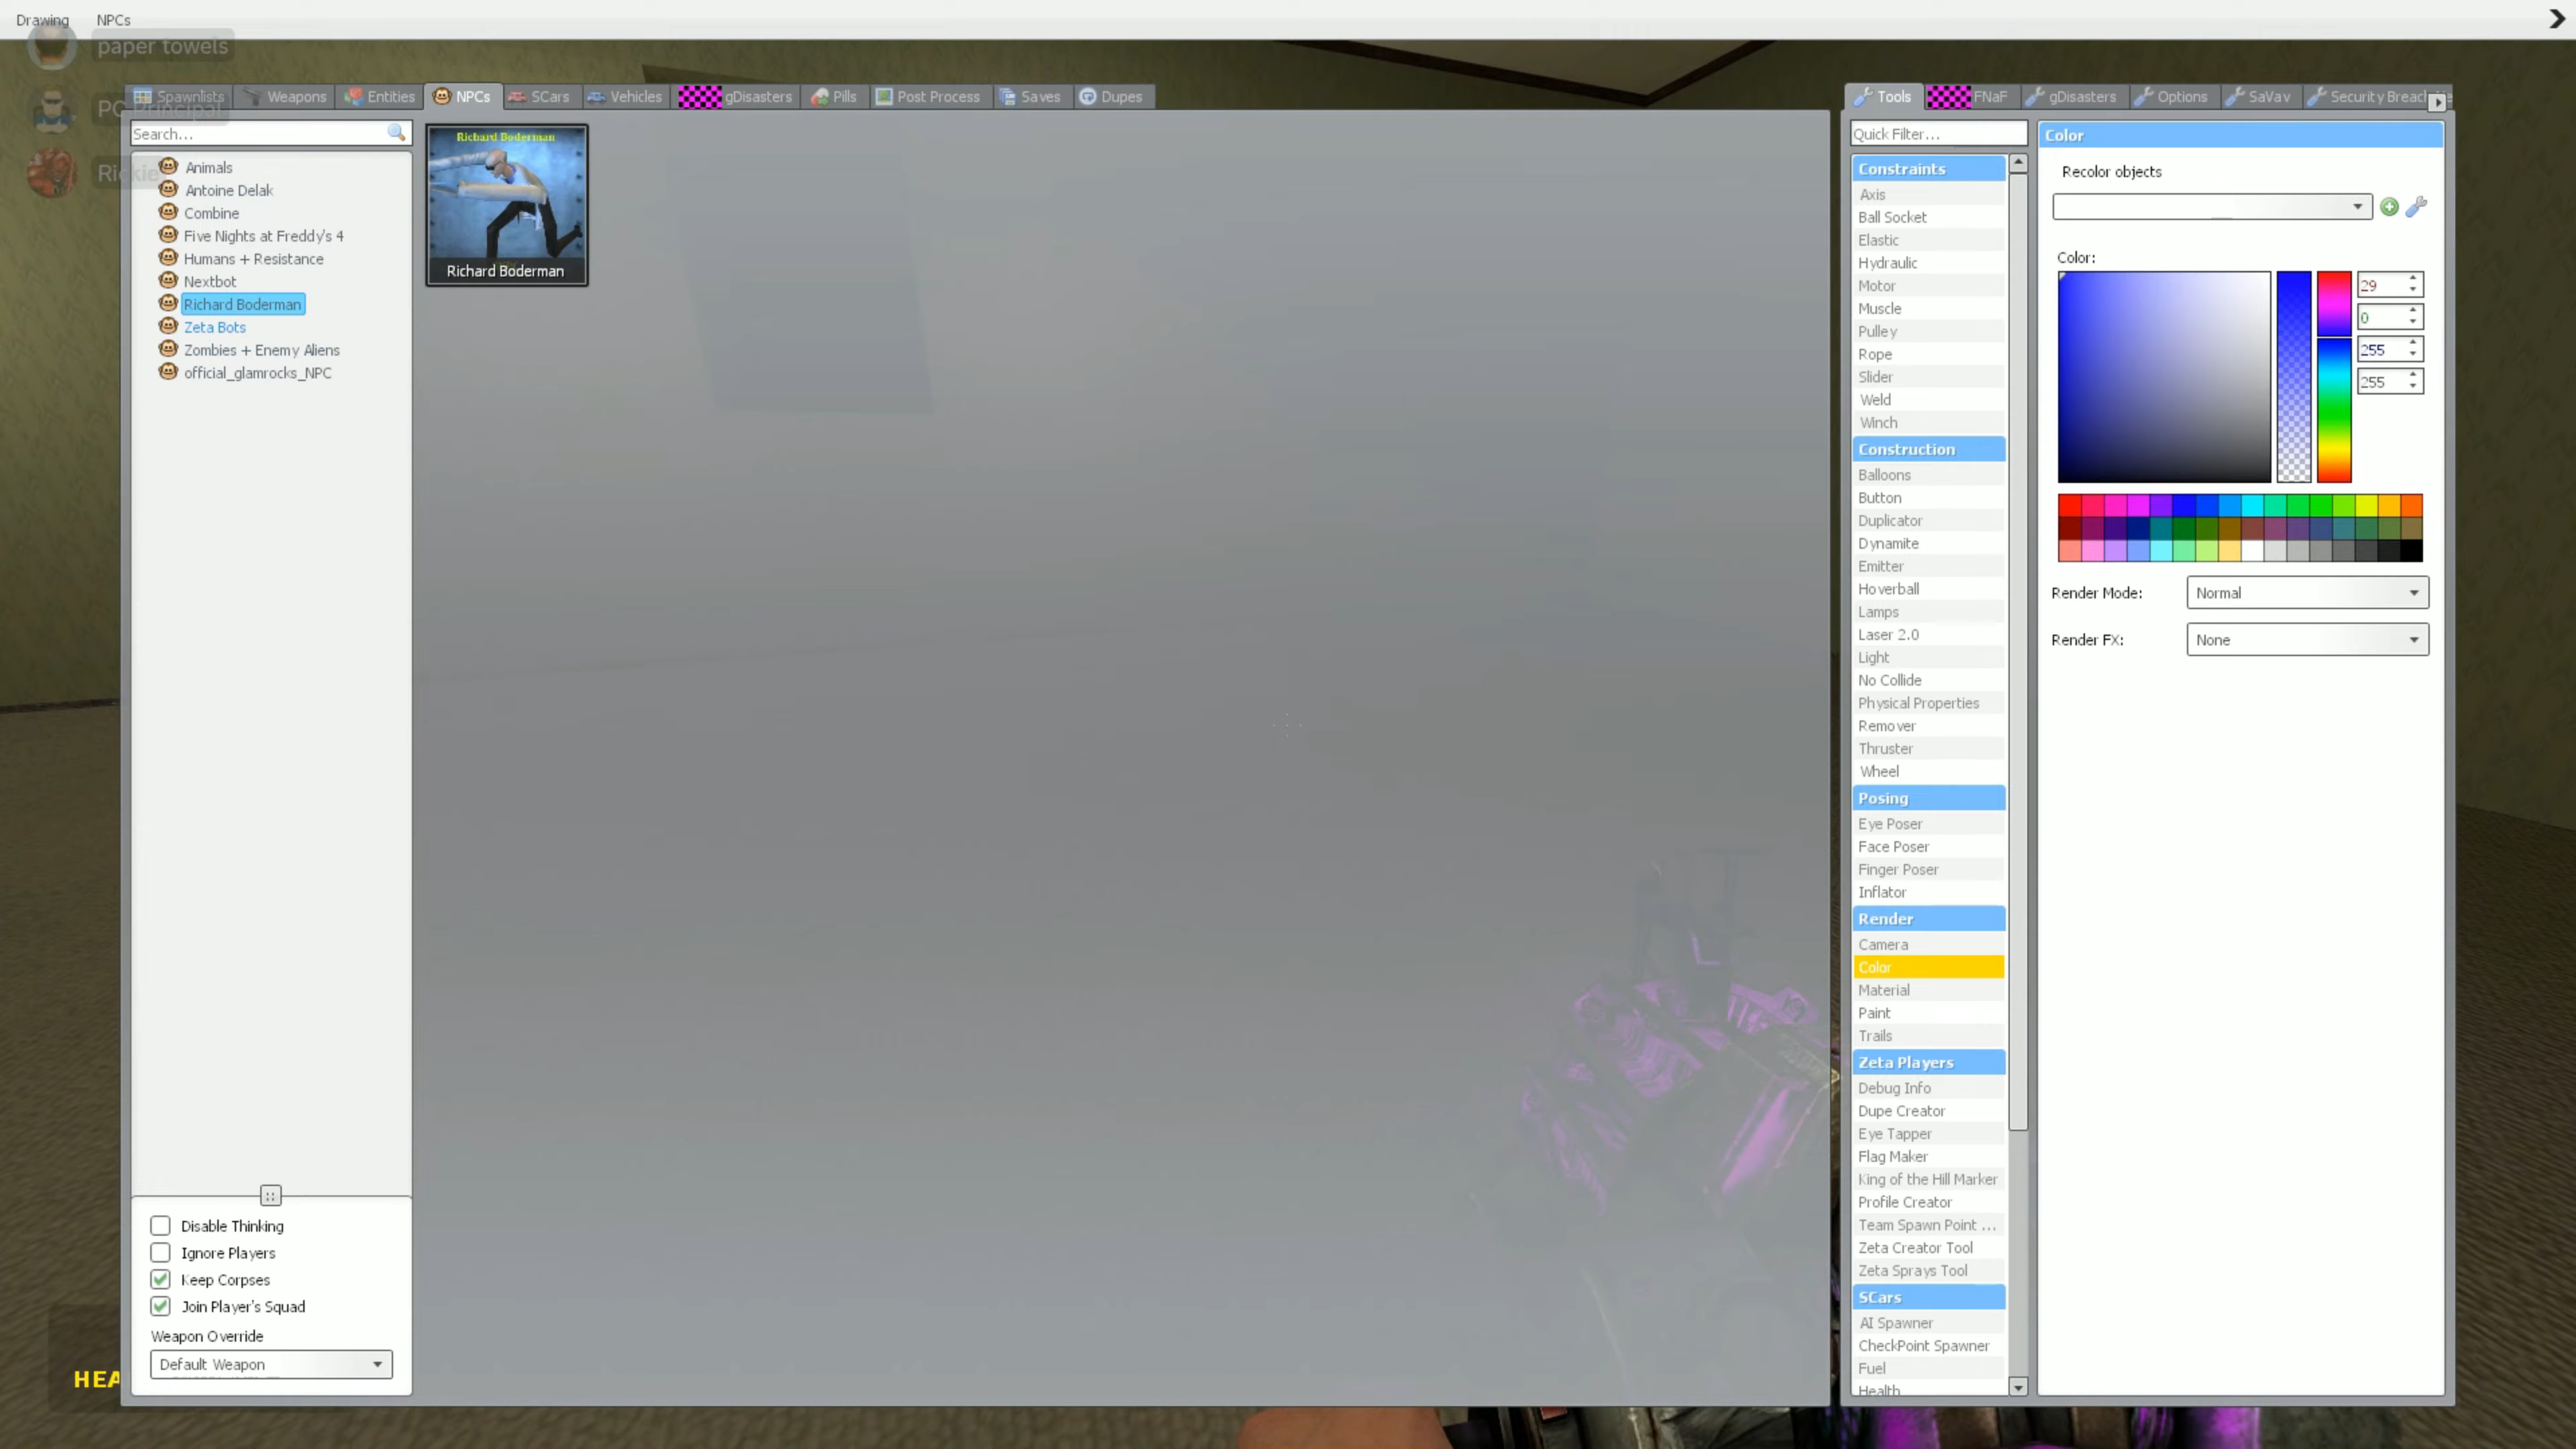 Drawing NPCs
paper towels
PC Principal
Rickie
Spawnlists Weapons Entities NPCs SCars Vehicles gDisasters Pills Post Process Saves Dupes
Search...
Animals
Antoine Delak
Combine
Five Nights at Freddy's 4
Humans + Resistance
Nextbot
Richard Boderman
Zeta Bots
Zombies + Enemy Aliens
official_glamrocks_NPC
Richard Boderman
Richard Boderman
Disable Thinking
Ignore Players
Keep Corpses
Join Player's Squad
Weapon Override
Default Weapon
HEA
Tools FNaF gDisasters Options SaVav Security Breach
Quick Filter...
Constraints
Axis
Ball Socket
Elastic
Hydraulic
Motor
Muscle
Pulley
Rope
Slider
Weld
Winch
Construction
Balloons
Button
Duplicator
Dynamite
Emitter
Hoverball
Lamps
Laser 2.0
Light
No Collide
Physical Properties
Remover
Thruster
Wheel
Posing
Eye Poser
Face Poser
Finger Poser
Inflator
Render
Camera
Color
Material
Paint
Trails
Zeta Players
Debug Info
Dupe Creator
Eye Tapper
Flag Maker
King of the Hill Marker
Profile Creator
Team Spawn Point ...
Zeta Creator Tool
Zeta Sprays Tool
SCars
AI Spawner
CheckPoint Spawner
Fuel
Health
Color
Recolor objects
Color:
29
0
255
255
Render Mode: Normal
Render FX: None